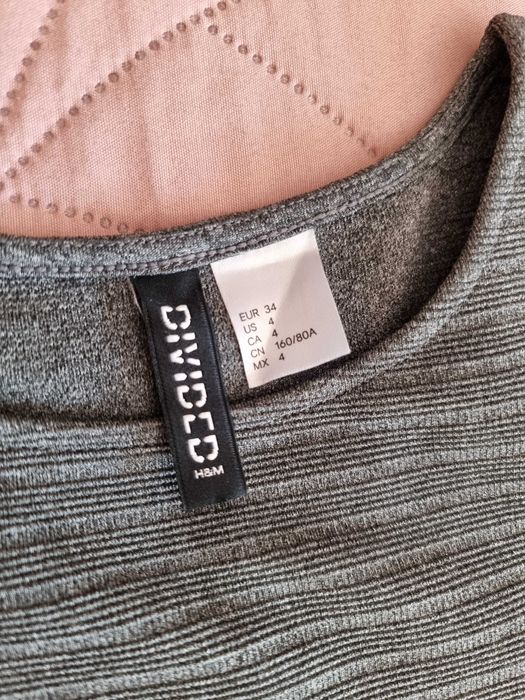 DIVIDED
H&M
EUR 34
US 4
CA 4
CN 160/80A
MX 4